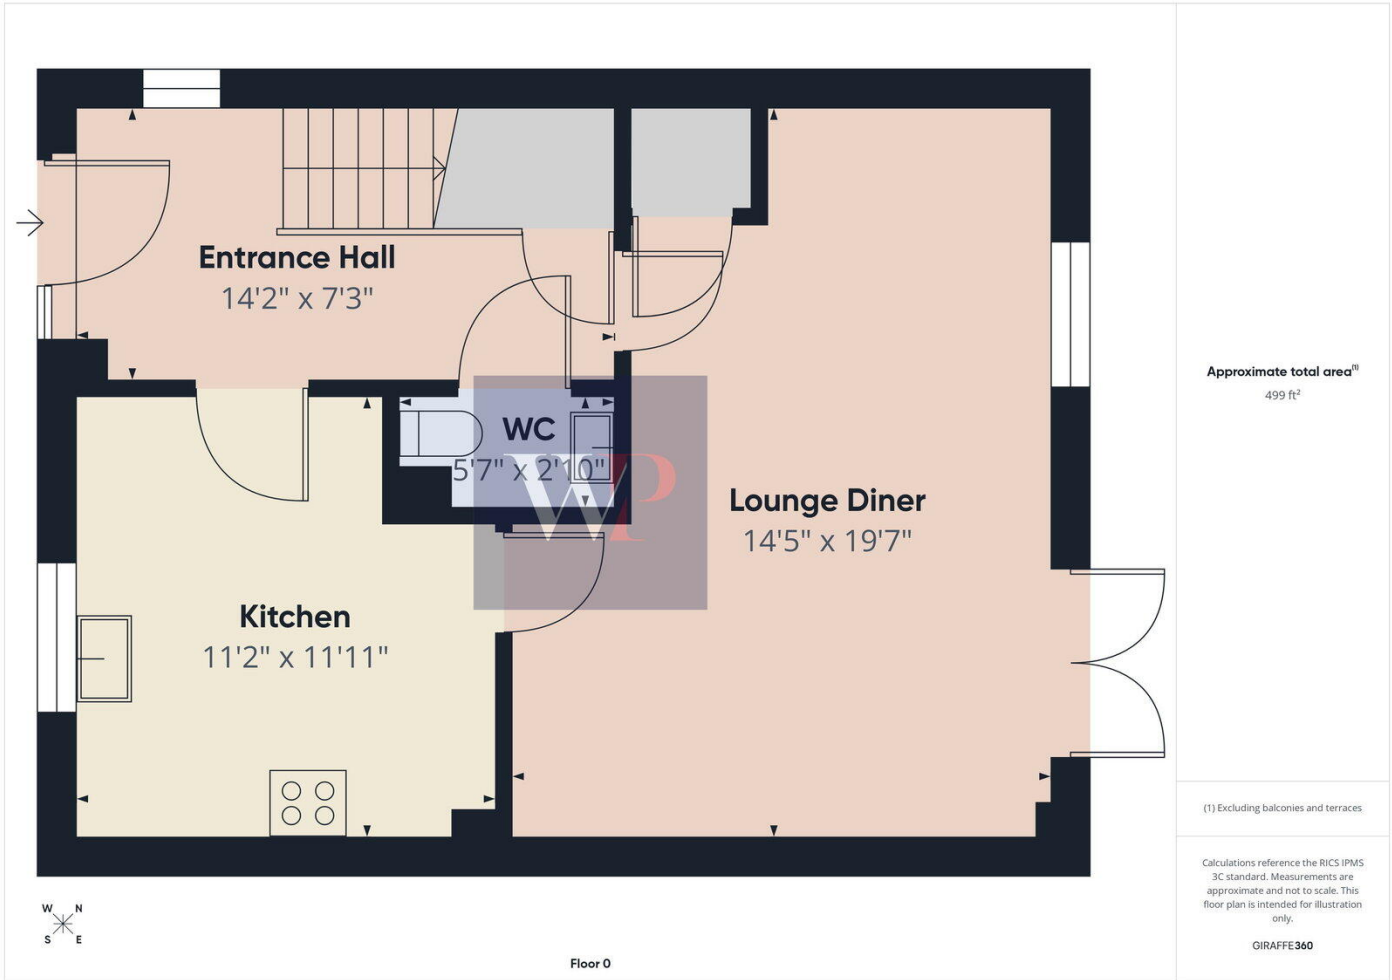 Entrance Hall
14'2" x 7'3"
WC
5'7" x 2'10"
WP
Lounge Diner
14'5" x 19'7"
Kitchen
11'2" x 11'11"
W N
S E
Floor 0
Approximate total area(1)
499 ft²
(1) Excluding balconies and terraces
Calculations reference the RICS IPMS
3C standard. Measurements are
approximate and not to scale. This
floor plan is intended for illustration
only.
GIRAFFE360